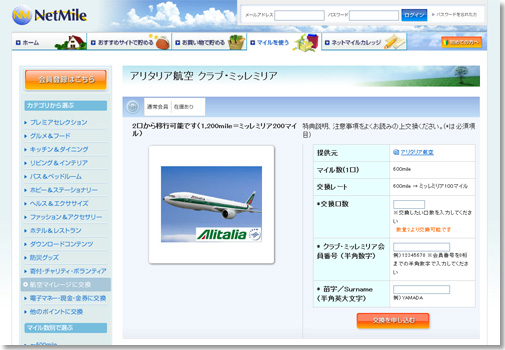 NetMile
メールアドレス
パスワード
ログイン
パスワードを忘れた方
ホーム
おすすめサイトで貯める
お買い物で貯める
マイルを使う
ネットマイルカレッジ
初めての方へ
会員登録はこちら
カテゴリから選ぶ
プレミアセレクション
グルメ&フード
キッチン&ダイニング
リビング&インテリア
バス&ベッドルーム
ホビー&ステーショナリー
ヘルス&エクササイズ
ファッション&アクセサリー
ホテル&レストラン
ダウンロードコンテンツ
防災グッズ
寄付・チャリティ・ボランティア
航空マイレージに交換
電子マネー・現金・金券に交換
他のポイントに交換
マイル数別で選ぶ
アリタリア航空 クラブ・ミッレミリア
通常会員 在庫あり
2口から移行可能です(1,200mile=ミッレミリア200マイル)
Alitalia
特典説明、注意事項をよくお読みの上交換ください。(*は必須項目)
提供元
アリタリア航空
マイル数(1口)
600mile
交換レート
600mile → ミッレミリア100マイル
*交換口数
※交換したい口数を入力してください
数量2より交換可能です
* クラブ・ミッレミリア会員番号 (半角数字)
例)12345678 ※会員番号を8桁までの半角数字で入力してください
* 苗字/Surname (半角英大文字)
例)YAMADA
交換を申し込む